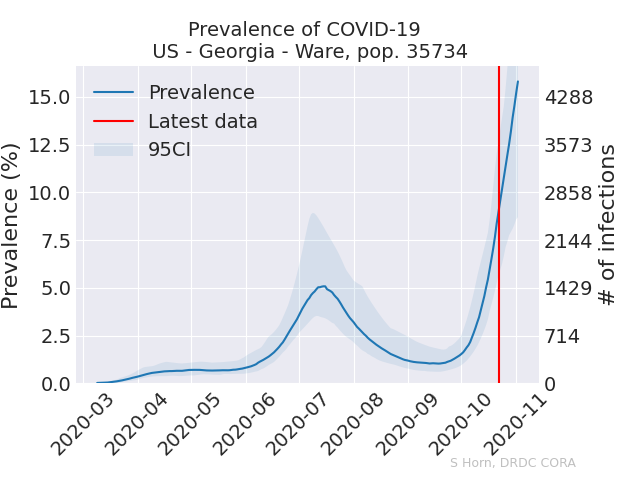 Prevalence of COVID-19
US - Georgia - Ware, pop. 35734
Prevalence
Latest data
95CI
Prevalence (%)
15.0
12.5
10.0
7.5
5.0
2.5
0.0
4288
3573
2858
2144
1429
714
0
# of infections
2020-03
2020-04
2020-05
2020-06
2020-07
2020-08
2020-09
2020-10
2020-11
S Horn, DRDC CORA